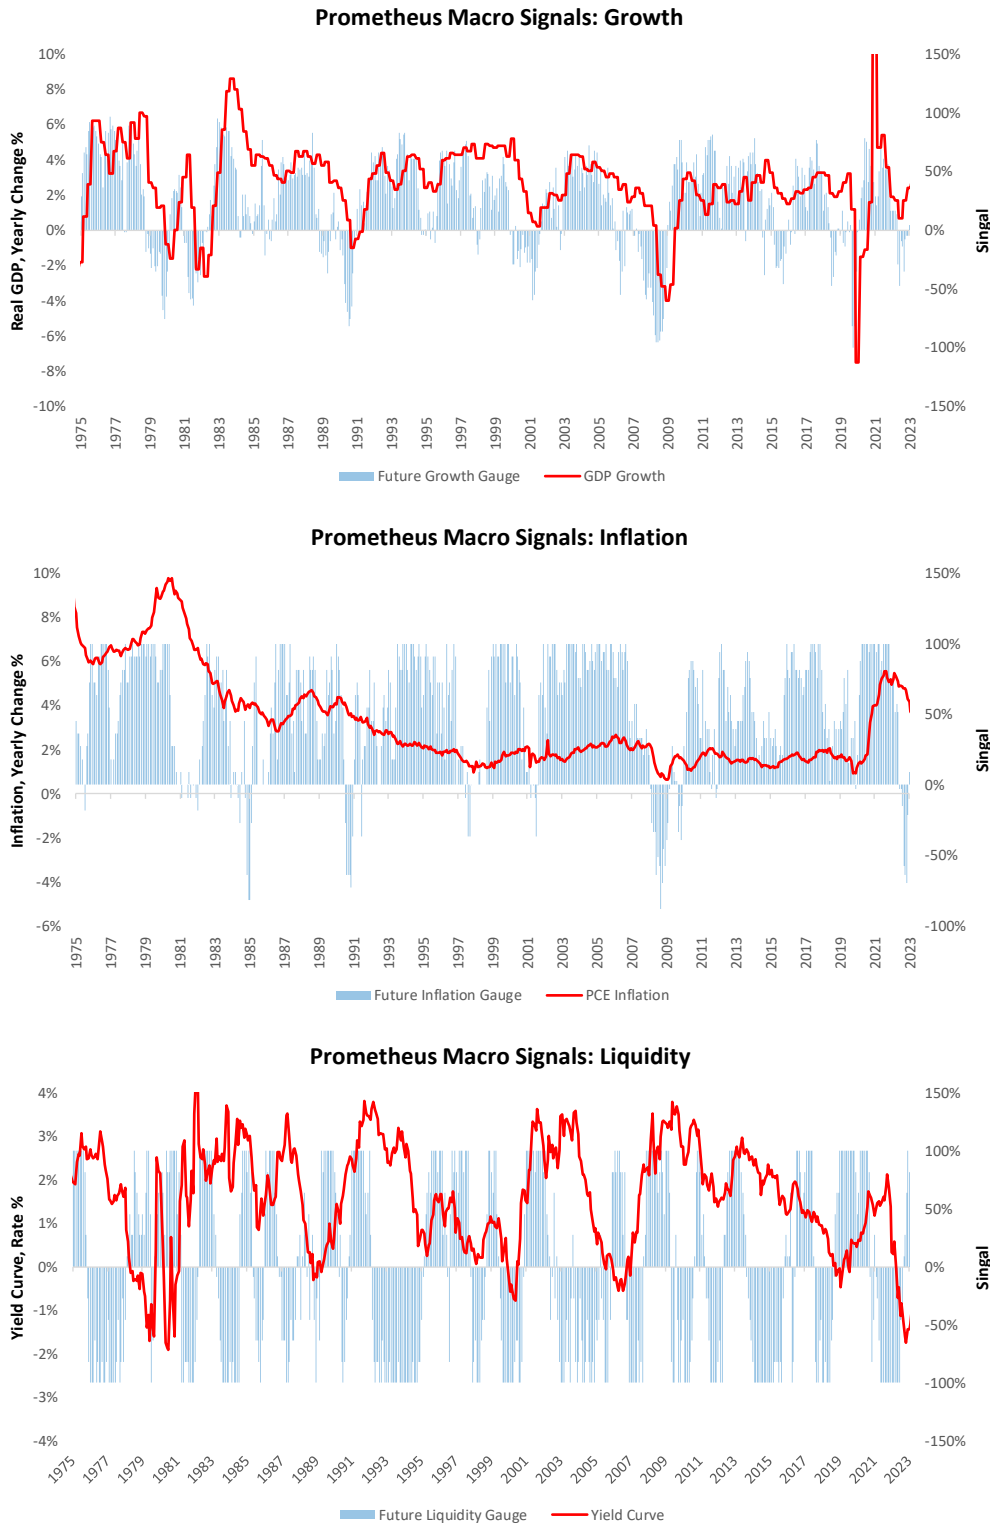 Prometheus Macro Signals: Growth
10% 150%
8% 100%
6%
4% 50%
2%
0% 0%
-2%
-4% -50%
-6%
-8% -100%
-10% -150%
Real GDP, Yearly Change %
Singal
1975 1977 1979 1981 1983 1985 1987 1989 1991 1993 1995 1997 1999 2001 2003 2005 2007 2009 2011 2013 2015 2017 2019 2021 2023
Future Growth Gauge GDP Growth
Prometheus Macro Signals: Inflation
10% 150%
8%
6% 100%
4% 50%
2%
0% 0%
-2% -50%
-4%
-6% -100%
Inflation, Yearly Change %
Singal
1975 1977 1979 1981 1983 1985 1987 1989 1991 1993 1995 1997 1999 2001 2003 2005 2007 2009 2011 2013 2015 2017 2019 2021 2023
Future Inflation Gauge PCE Inflation
Prometheus Macro Signals: Liquidity
4% 150%
3% 100%
2%
1% 50%
0% 0%
-1% -50%
-2%
-3% -100%
-4% -150%
Yield Curve, Rate %
Singal
1975 1977 1979 1981 1983 1985 1987 1989 1991 1993 1995 1997 1999 2001 2003 2005 2007 2009 2011 2013 2015 2017 2019 2021 2023
Future Liquidity Gauge Yield Curve